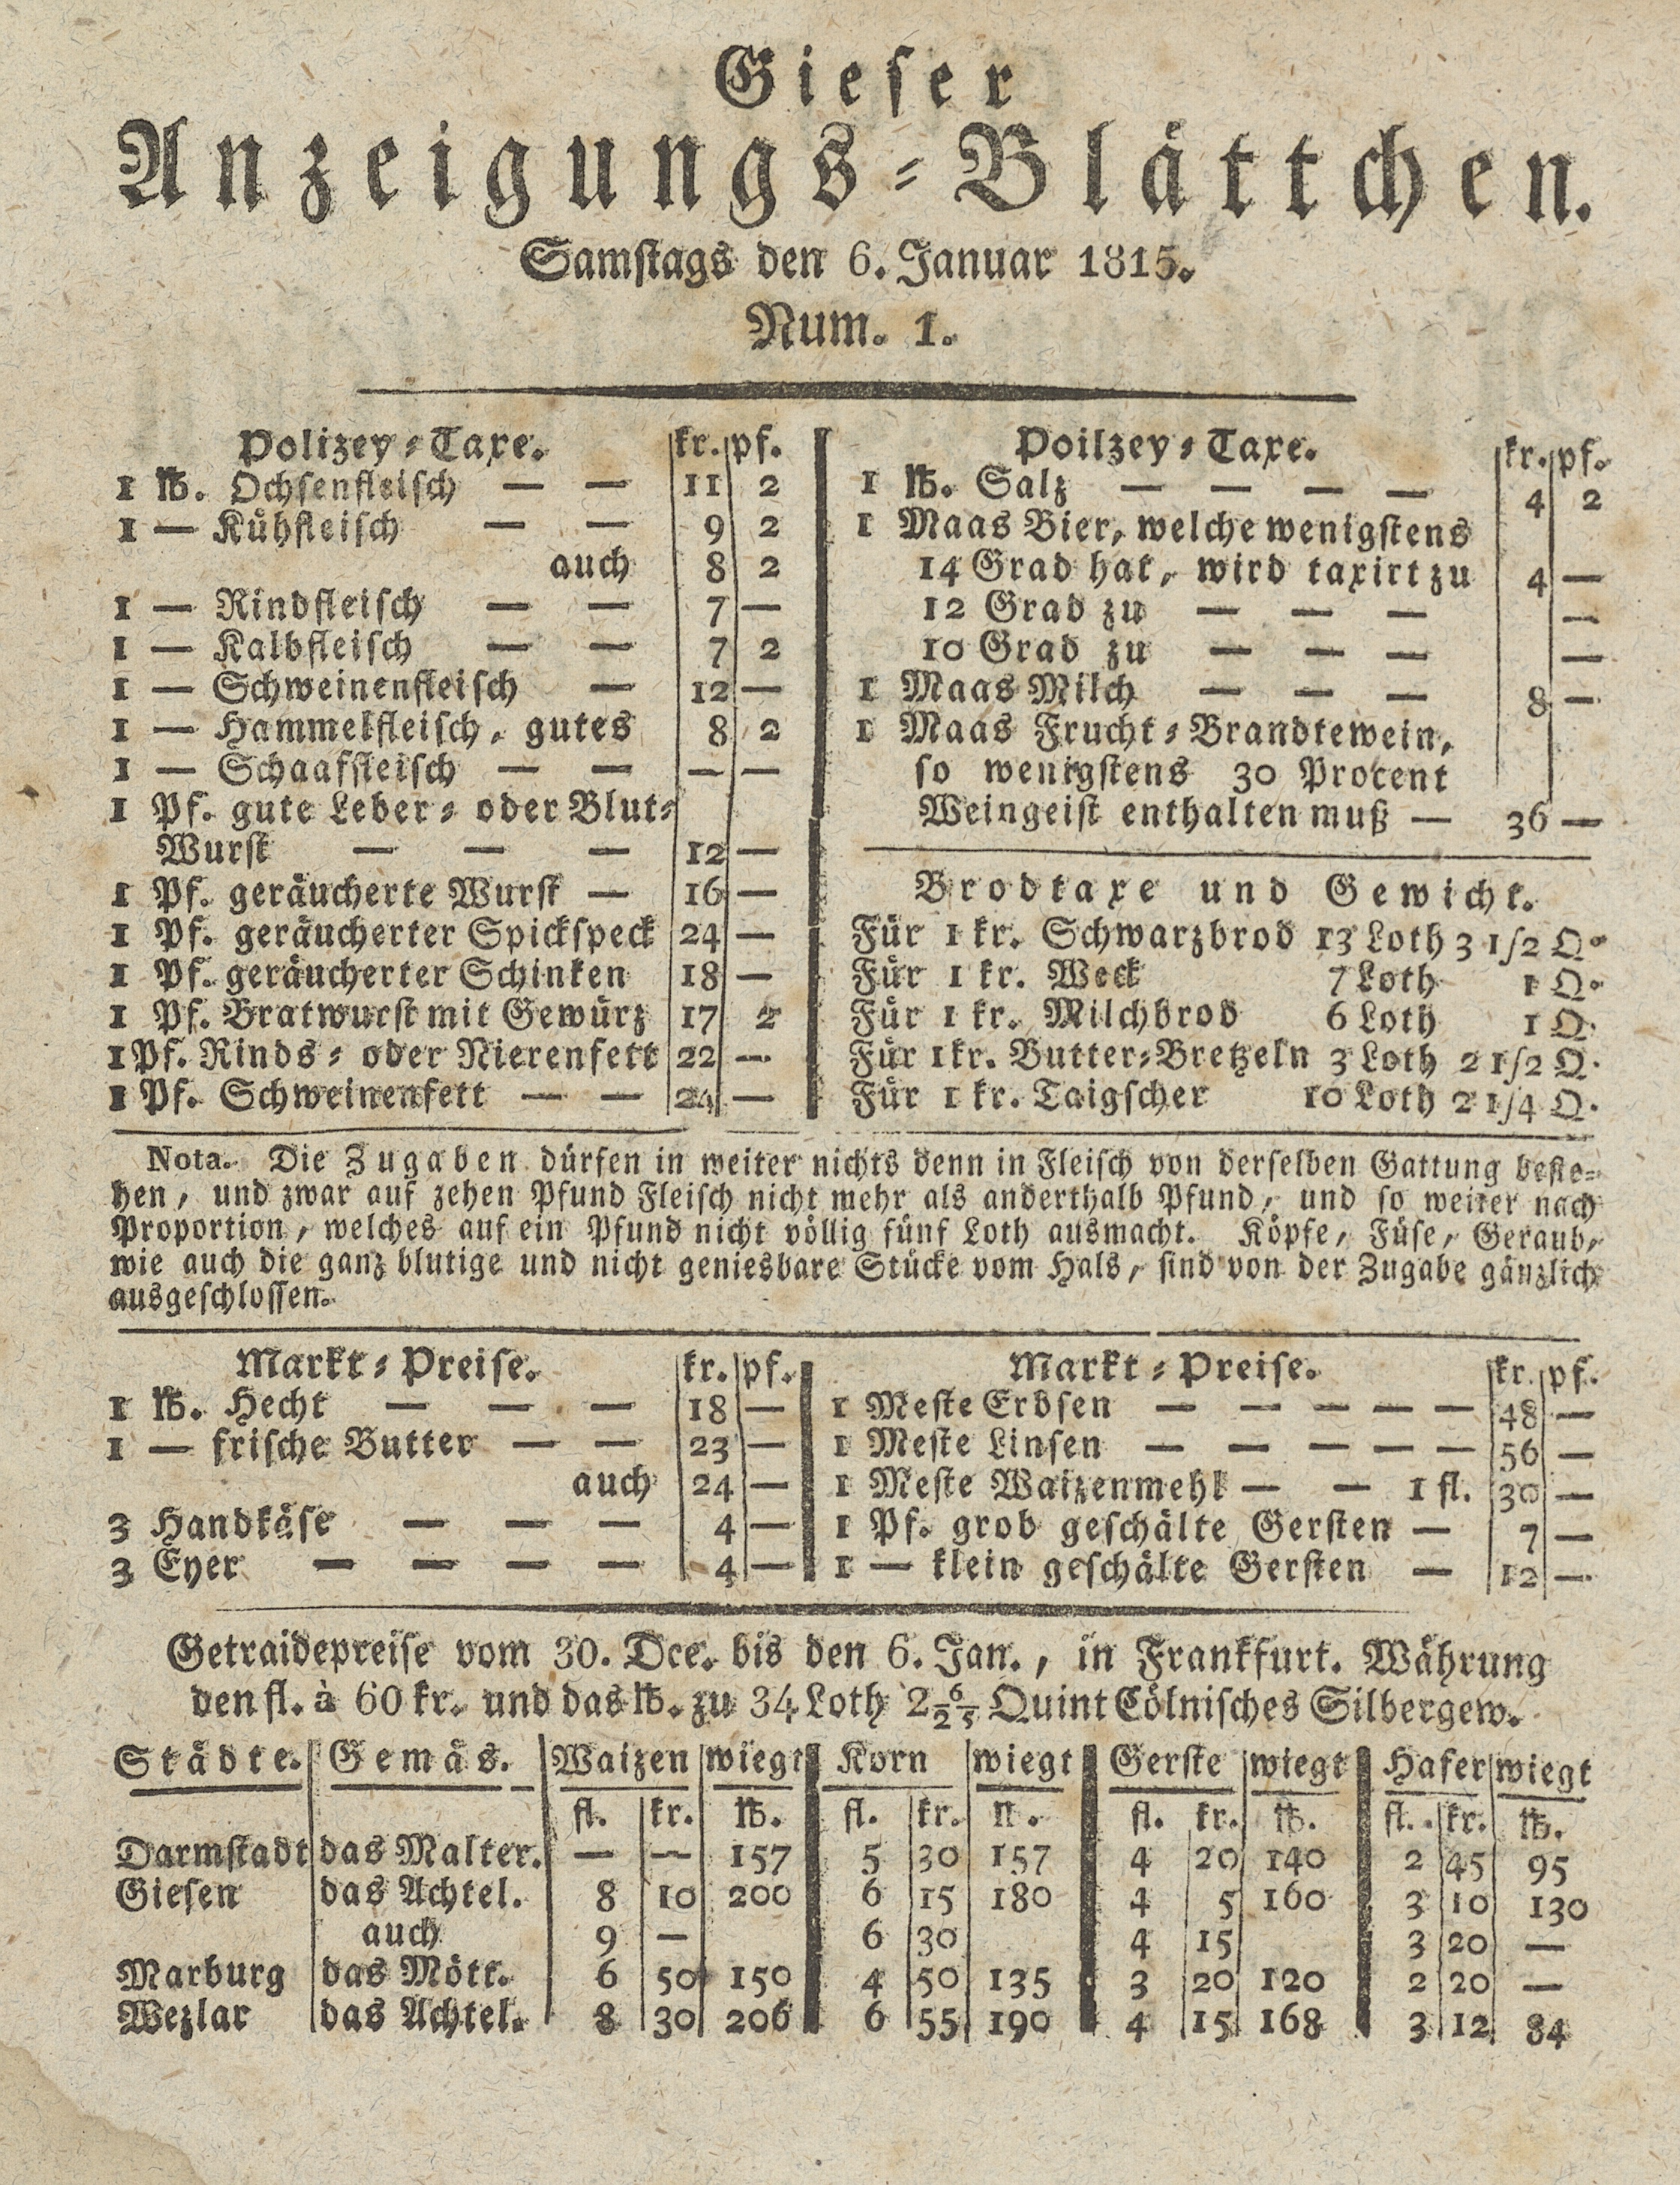 Gieser
Anzeigungs-Blättchen.
Samstags den 6. Januar 1815.
Num. 1.
Polizey-Taxe. kr. pf.
1 ℔. Ochsenfleisch — — 11 2
1 — Kühfleisch — — 9 2
auch 8 2
1 — Rindfleisch — — 7 —
1 — Kalbfleisch — — 7 2
1 — Schweinenfleisch — 12 —
1 — Hammelfleisch, gutes 8 2
1 — Schaaffleisch — — — —
1 Pf. gute Leber- oder Blut-
Wurst — — — 12 —
1 Pf. geräucherte Wurst — 16 —
1 Pf. geräucherter Spickspeck 24 —
1 Pf. geräucherter Schinken 18 —
1 Pf. Bratwurst mit Gewürz 17 2
1 Pf. Rinds- oder Nierenfett 22 —
1 Pf. Schweinenfett — — 24 —
Poilzey-Taxe. kr. pf.
1 ℔. Salz — — — — 4 2
1 Maas Bier, welche wenigstens
14 Grad hat, wird taxirt zu 4 —
12 Grad zu — — — —
10 Grad zu — — — —
1 Maas Milch — — — 8 —
1 Maas Frucht-Brandtewein,
so wenigstens 30 Procent
Weingeist enthalten muß — 36 —
Brodtaxe und Gewicht.
Für 1 kr. Schwarzbrod 13 Loth 3 1/2 Q.
Für 1 kr. Weck 7 Loth 1 Q.
Für 1 kr. Milchbrod 6 Loth 1 Q.
Für 1 kr. Butter-Bretzeln 3 Loth 2 1/2 Q.
Für 1 kr. Taigscher 10 Loth 2 1/4 Q.
Nota. Die Zugaben dürfen in weiter nichts denn in Fleisch von derselben Gattung beste-
hen, und zwar auf zehen Pfund Fleisch nicht mehr als anderthalb Pfund, und so weiter nach
Proportion, welches auf ein Pfund nicht völlig fünf Loth ausmacht. Köpfe, Füse, Geraub,
wie auch die ganz blutige und nicht geniesbare Stücke vom Hals, sind von der Zugabe gänzlich
ausgeschlossen.
Markt-Preise. kr. pf.
1 ℔. Hecht — — — 18 —
1 — frische Butter — — 23 —
auch 24 —
3 Handkäse — — — 4 —
3 Eyer — — — — 4 —
Markt-Preise. kr. pf.
1 Meste Erbsen — — — — — 48 —
1 Meste Linsen — — — — — 56 —
1 Meste Waizenmehl — — 1 fl. 30 —
1 Pf. grob geschälte Gersten — 7 —
1 — klein geschälte Gersten — 12 —
Getraidepreise vom 30. Dce. bis den 6. Jan., in Frankfurt. Währung
den fl. à 60 kr. und das ℔. zu 34 Loth 2 6/25 Quint Cölnisches Silbergew.
Städte. Gemäs. Waizen wiegt Korn wiegt Gerste wiegt Hafer wiegt
fl. kr. ℔. fl. kr. ℔. fl. kr. ℔. fl. kr. ℔.
Darmstadt das Malter. — — 157 5 30 157 4 20 140 2 45 95
Giesen das Achtel. 8 10 200 6 15 180 4 5 160 3 10 130
auch 9 — 6 30 4 15 3 20 —
Marburg das Mött. 6 50 150 4 50 135 3 20 120 2 20 —
Wezlar das Achtel. 8 30 206 6 55 190 4 15 168 3 12 84